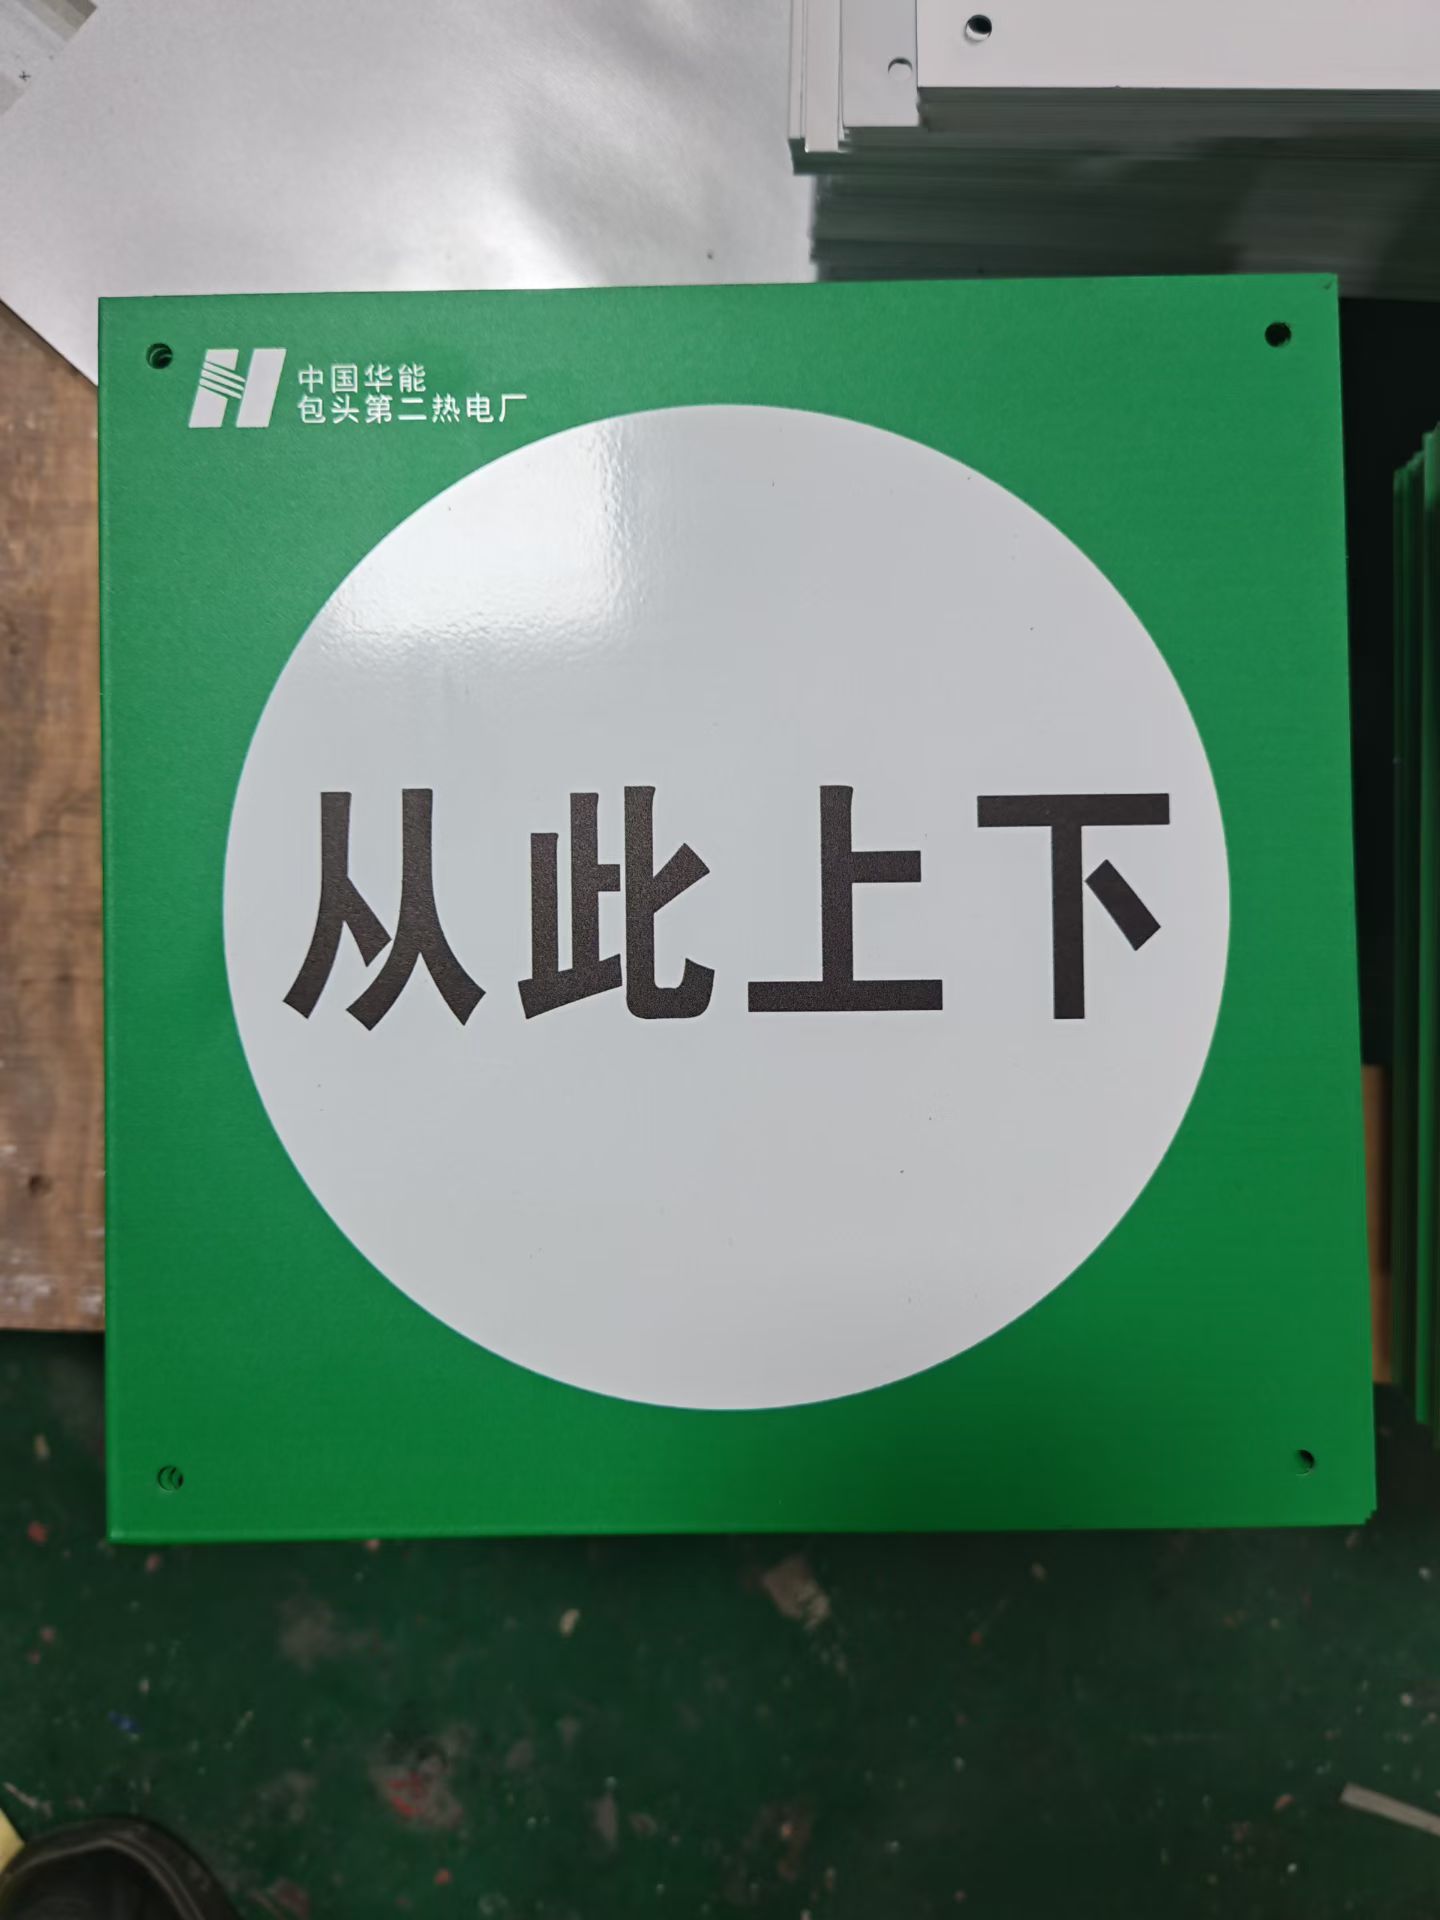 中国华能
包头第二热电厂
从此上下